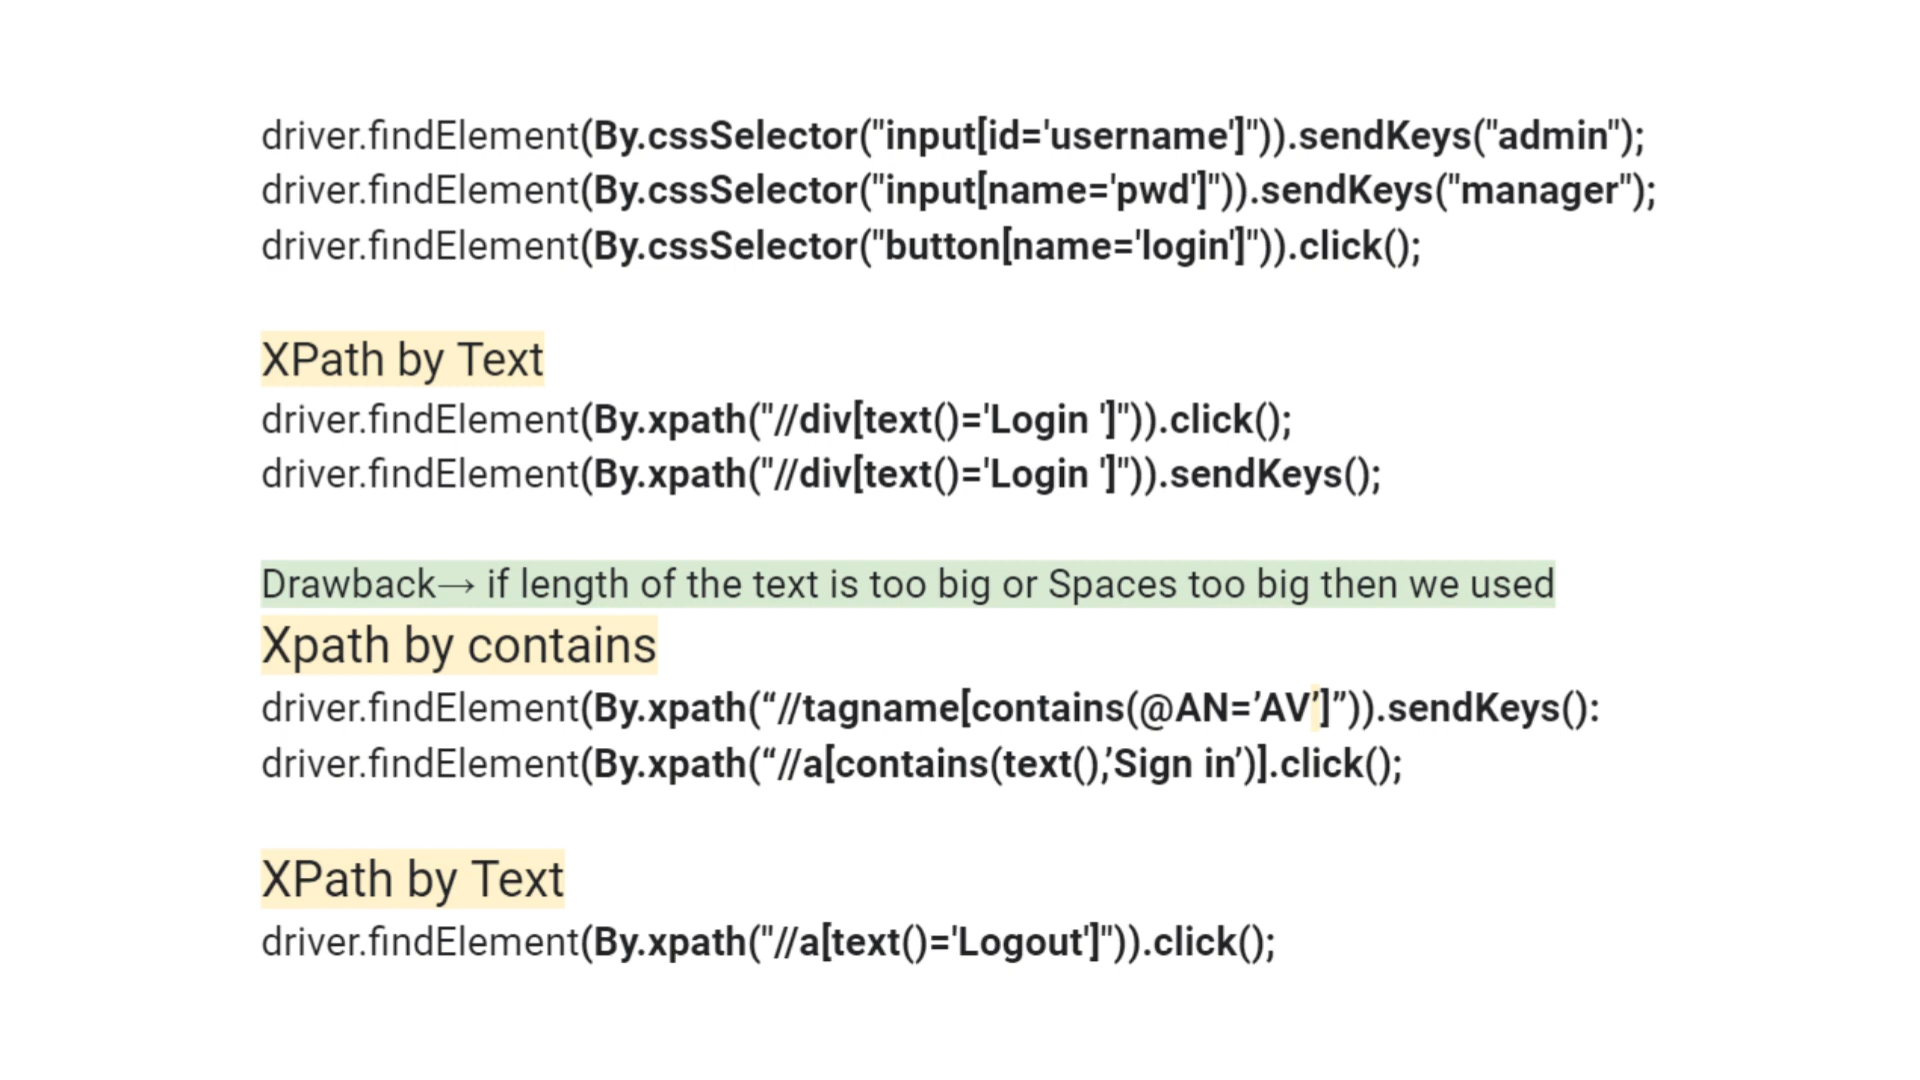 driver.findElement(By.cssSelector("input[id='username']")).sendKeys("admin");
driver.findElement(By.cssSelector("input[name='pwd']")).sendKeys("manager");
driver.findElement(By.cssSelector("button[name='login']")).click();
XPath by Text
driver.findElement(By.xpath("//div[text()='Login ']")).click();
driver.findElement(By.xpath("//div[text()='Login ']")).sendKeys();
Drawback→ if length of the text is too big or Spaces too big then we used
Xpath by contains
driver.findElement(By.xpath(“//tagname[contains(@AN=’AV’]”)).sendKeys():
driver.findElement(By.xpath(“//a[contains(text(),’Sign in’)].click();
XPath by Text
driver.findElement(By.xpath("//a[text()='Logout']")).click();